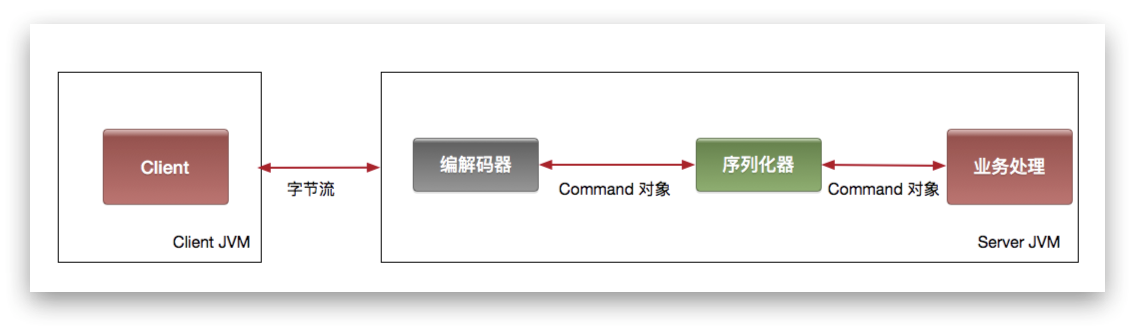 Client
字节流
Client JVM
编解码器
Command 对象
序列化器
Command 对象
业务处理
Server JVM